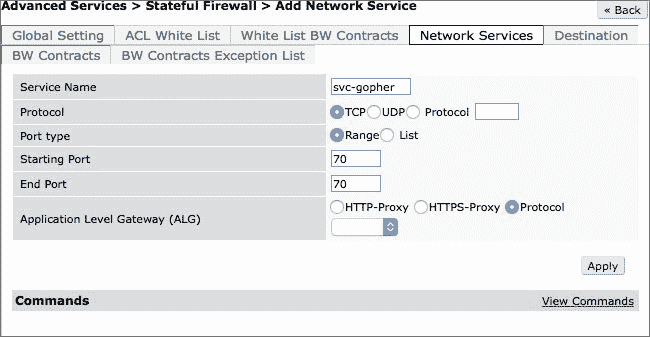 Advanced Services > Stateful Firewall > Add Network Service
« Back
Global Setting ACL White List White List BW Contracts Network Services Destination
BW Contracts BW Contracts Exception List
Service Name svc-gopher
Protocol TCP UDP Protocol
Port type Range List
Starting Port 70
End Port 70
Application Level Gateway (ALG) HTTP-Proxy HTTPS-Proxy Protocol
Apply
Commands View Commands